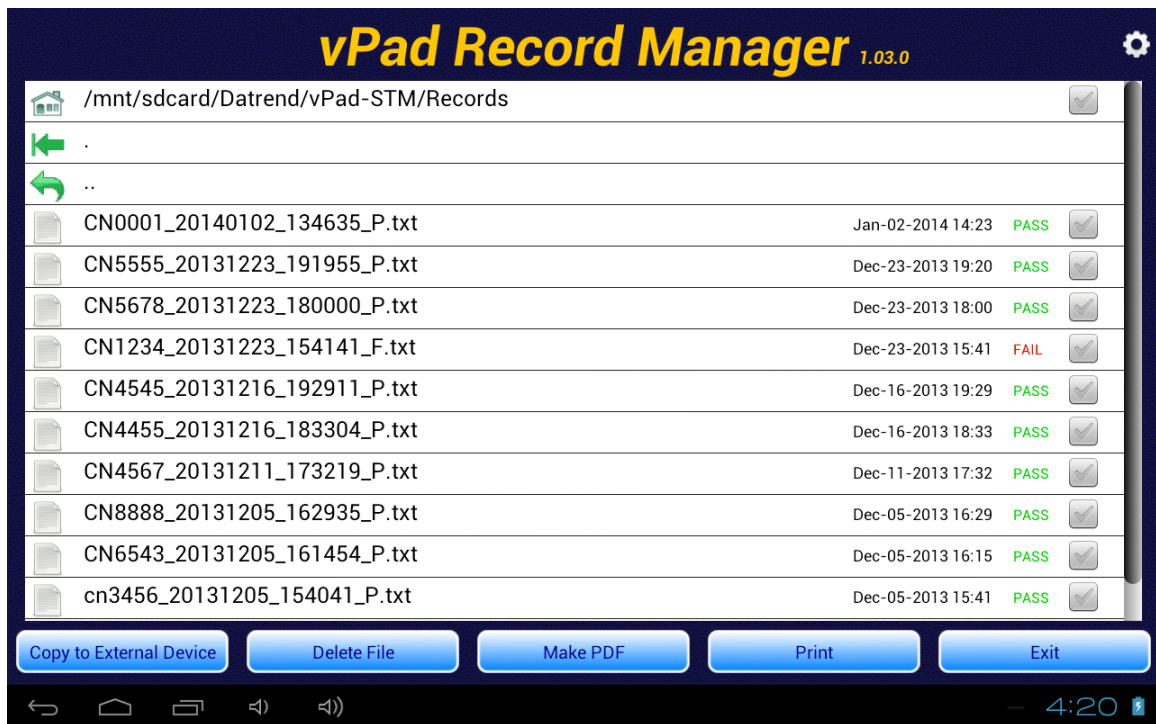 vPad Record Manager 1.03.0
/mnt/sdcard/Datrend/vPad-STM/Records
.
..
CN0001_20140102_134635_P.txt Jan-02-2014 14:23 PASS
CN5555_20131223_191955_P.txt Dec-23-2013 19:20 PASS
CN5678_20131223_180000_P.txt Dec-23-2013 18:00 PASS
CN1234_20131223_154141_F.txt Dec-23-2013 15:41 FAIL
CN4545_20131216_192911_P.txt Dec-16-2013 19:29 PASS
CN4455_20131216_183304_P.txt Dec-16-2013 18:33 PASS
CN4567_20131211_173219_P.txt Dec-11-2013 17:32 PASS
CN8888_20131205_162935_P.txt Dec-05-2013 16:29 PASS
CN6543_20131205_161454_P.txt Dec-05-2013 16:15 PASS
cn3456_20131205_154041_P.txt Dec-05-2013 15:41 PASS
Copy to External Device Delete File Make PDF Print Exit
4:20